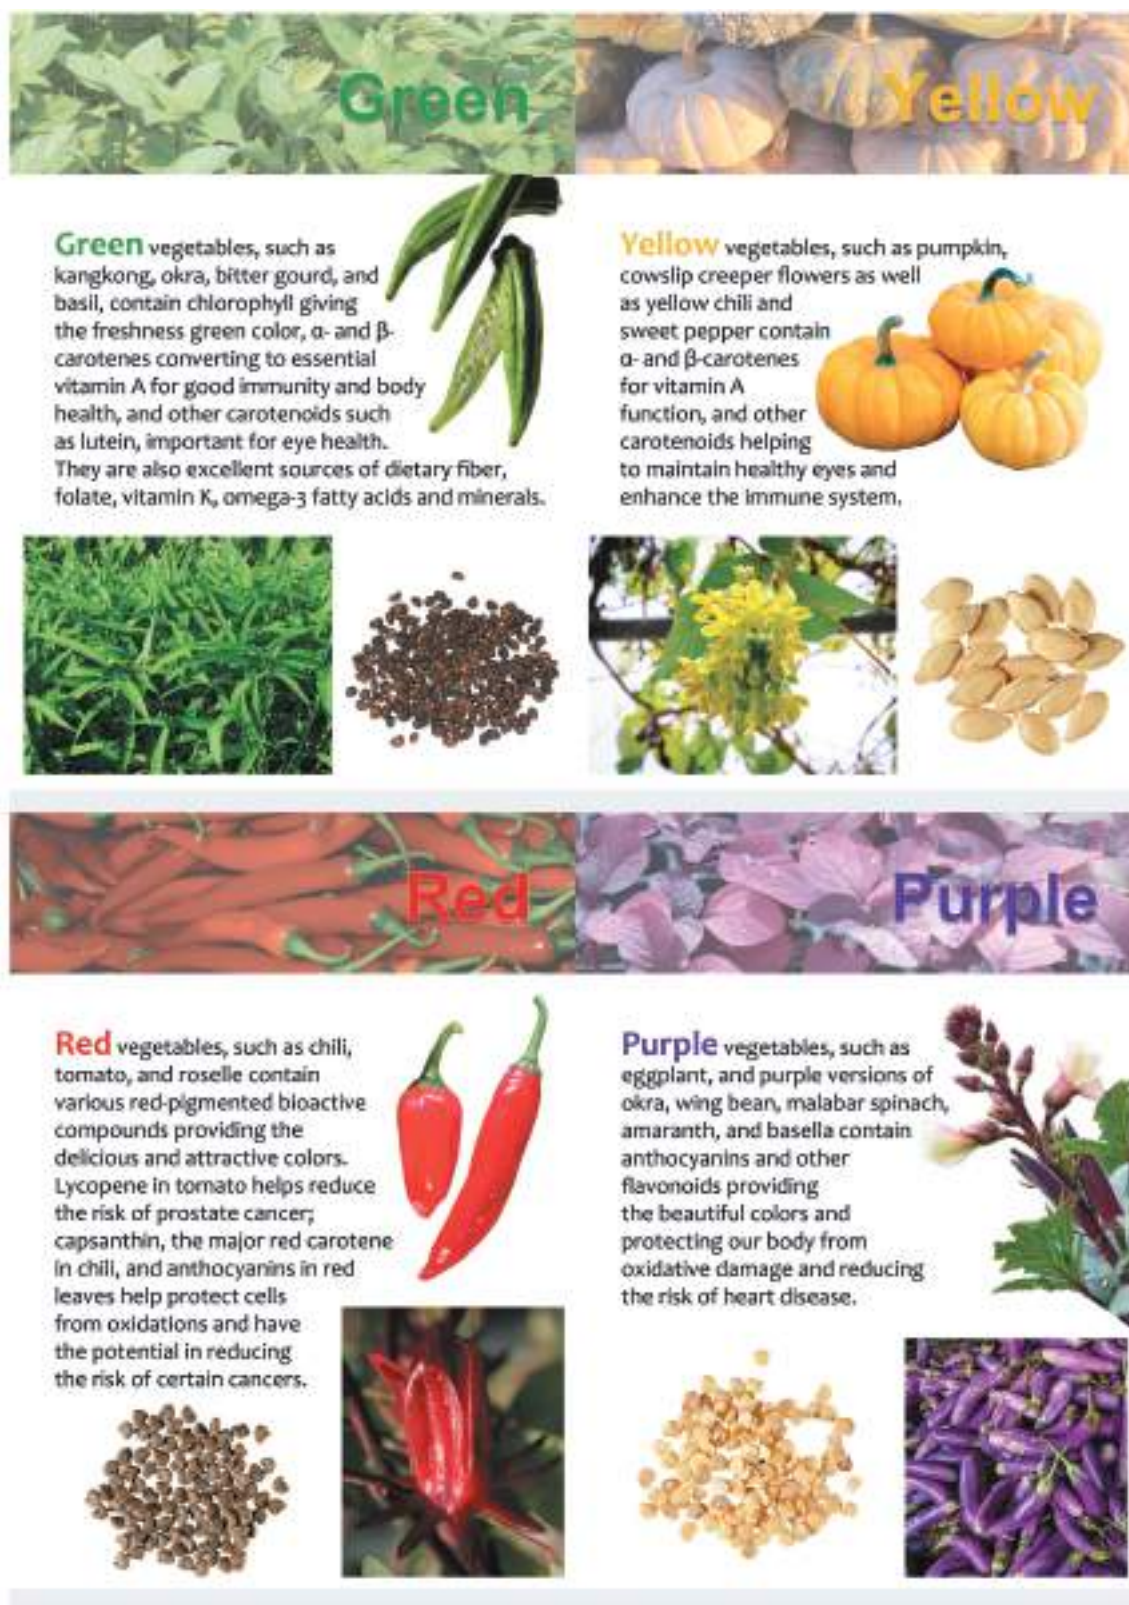 Green
Yellow
Green vegetables, such as
kangkong, okra, bitter gourd, and
basil, contain chlorophyll giving
the freshness green color, α- and β-
carotenes converting to essential
vitamin A for good immunity and body
health, and other carotenoids such
as lutein, important for eye health.
They are also excellent sources of dietary fiber,
folate, vitamin K, omega-3 fatty acids and minerals.
Yellow vegetables, such as pumpkin,
cowslip creeper flowers as well
as yellow chili and
sweet pepper contain
α- and β-carotenes
for vitamin A
function, and other
carotenoids helping
to maintain healthy eyes and
enhance the immune system.
Red
Purple
Red vegetables, such as chili,
tomato, and roselle contain
various red-pigmented bioactive
compounds providing the
delicious and attractive colors.
Lycopene in tomato helps reduce
the risk of prostate cancer;
capsanthin, the major red carotene
in chili, and anthocyanins in red
leaves help protect cells
from oxidations and have
the potential in reducing
the risk of certain cancers.
Purple vegetables, such as
eggplant, and purple versions of
okra, wing bean, malabar spinach,
amaranth, and basella contain
anthocyanins and other
flavonoids providing
the beautiful colors and
protecting our body from
oxidative damage and reducing
the risk of heart disease.